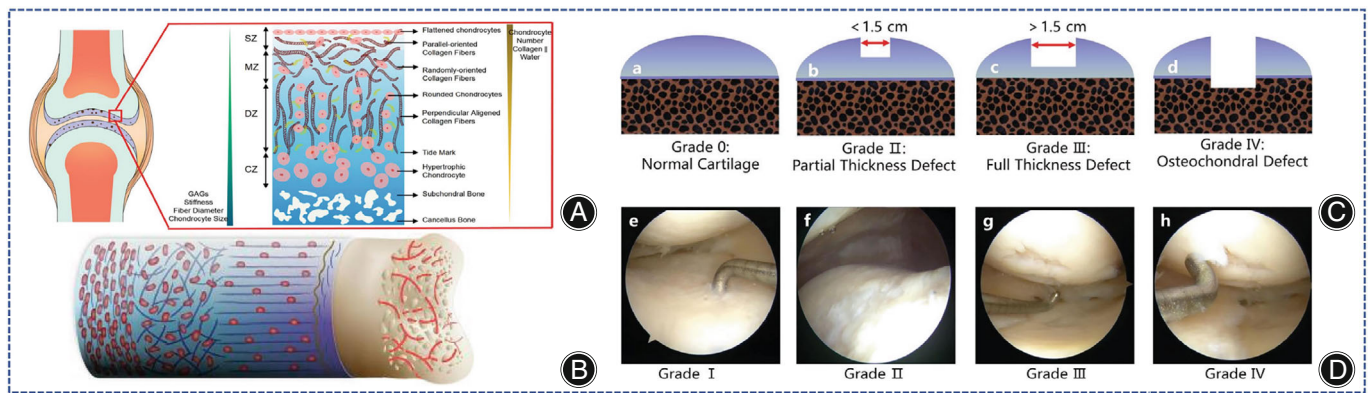 SZ
MZ
DZ
CZ
Flattened chondrocytes
Parallel-oriented
Collagen Fibers
Randomly-oriented
Collagen Fibers
Rounded Chondrocytes
Perpendicular Aligened
Collagen Fibers
Tide Mark
Hypertrophic
Chondrocyte
Subchondral Bone
Cancellus Bone
Chondrocyte
Number
Collagen ||
Water
GAGs
Stiffness
Fiber Diameter
Chondrocyte Size
A
B
< 1.5 cm
> 1.5 cm
a
b
c
d
Grade 0:
Normal Cartilage
Grade II:
Partial Thickness Defect
Grade III:
Full Thickness Defect
Grade IV:
Osteochondral Defect
C
e
f
g
h
Grade I
Grade II
Grade III
Grade IV
D